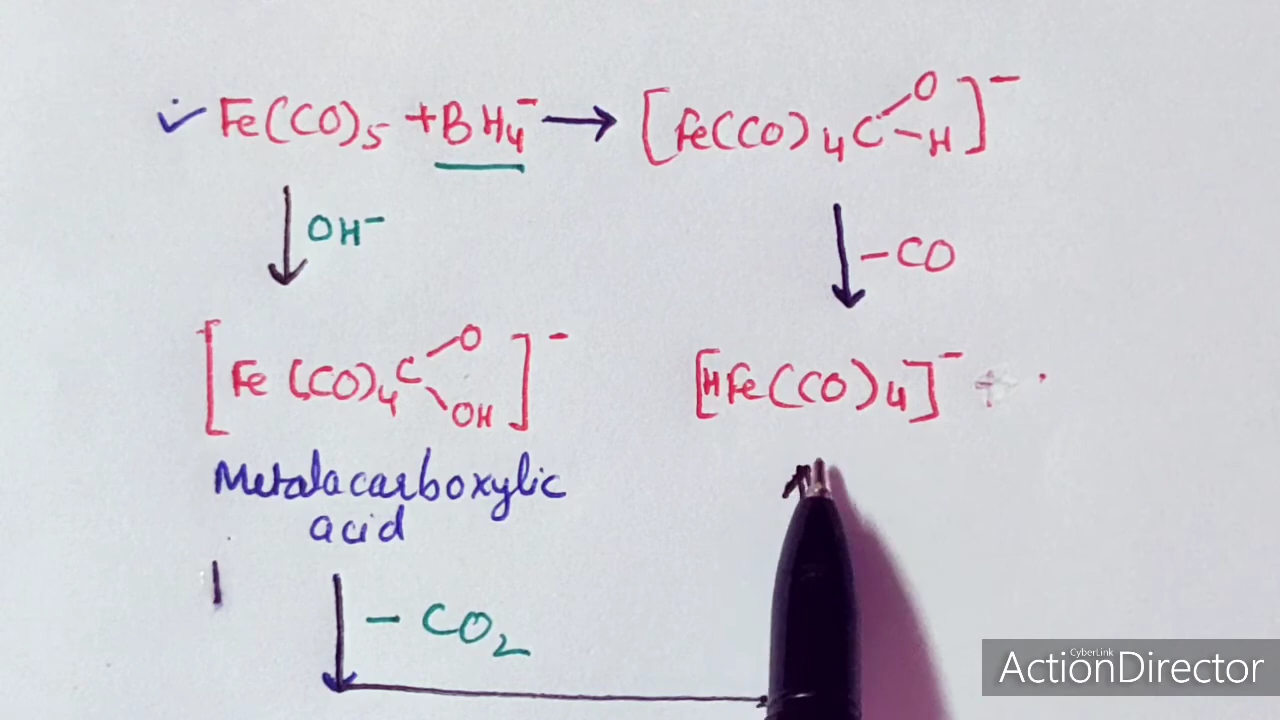 Fe(CO)5 + BH4- → [Fe(CO)4C-O-H]-
OH-
-CO
[Fe(CO)4C-O-OH]-
[HFe(CO)4]- +
Metalacarboxylic
acid
- CO2
CyberLink
ActionDirector